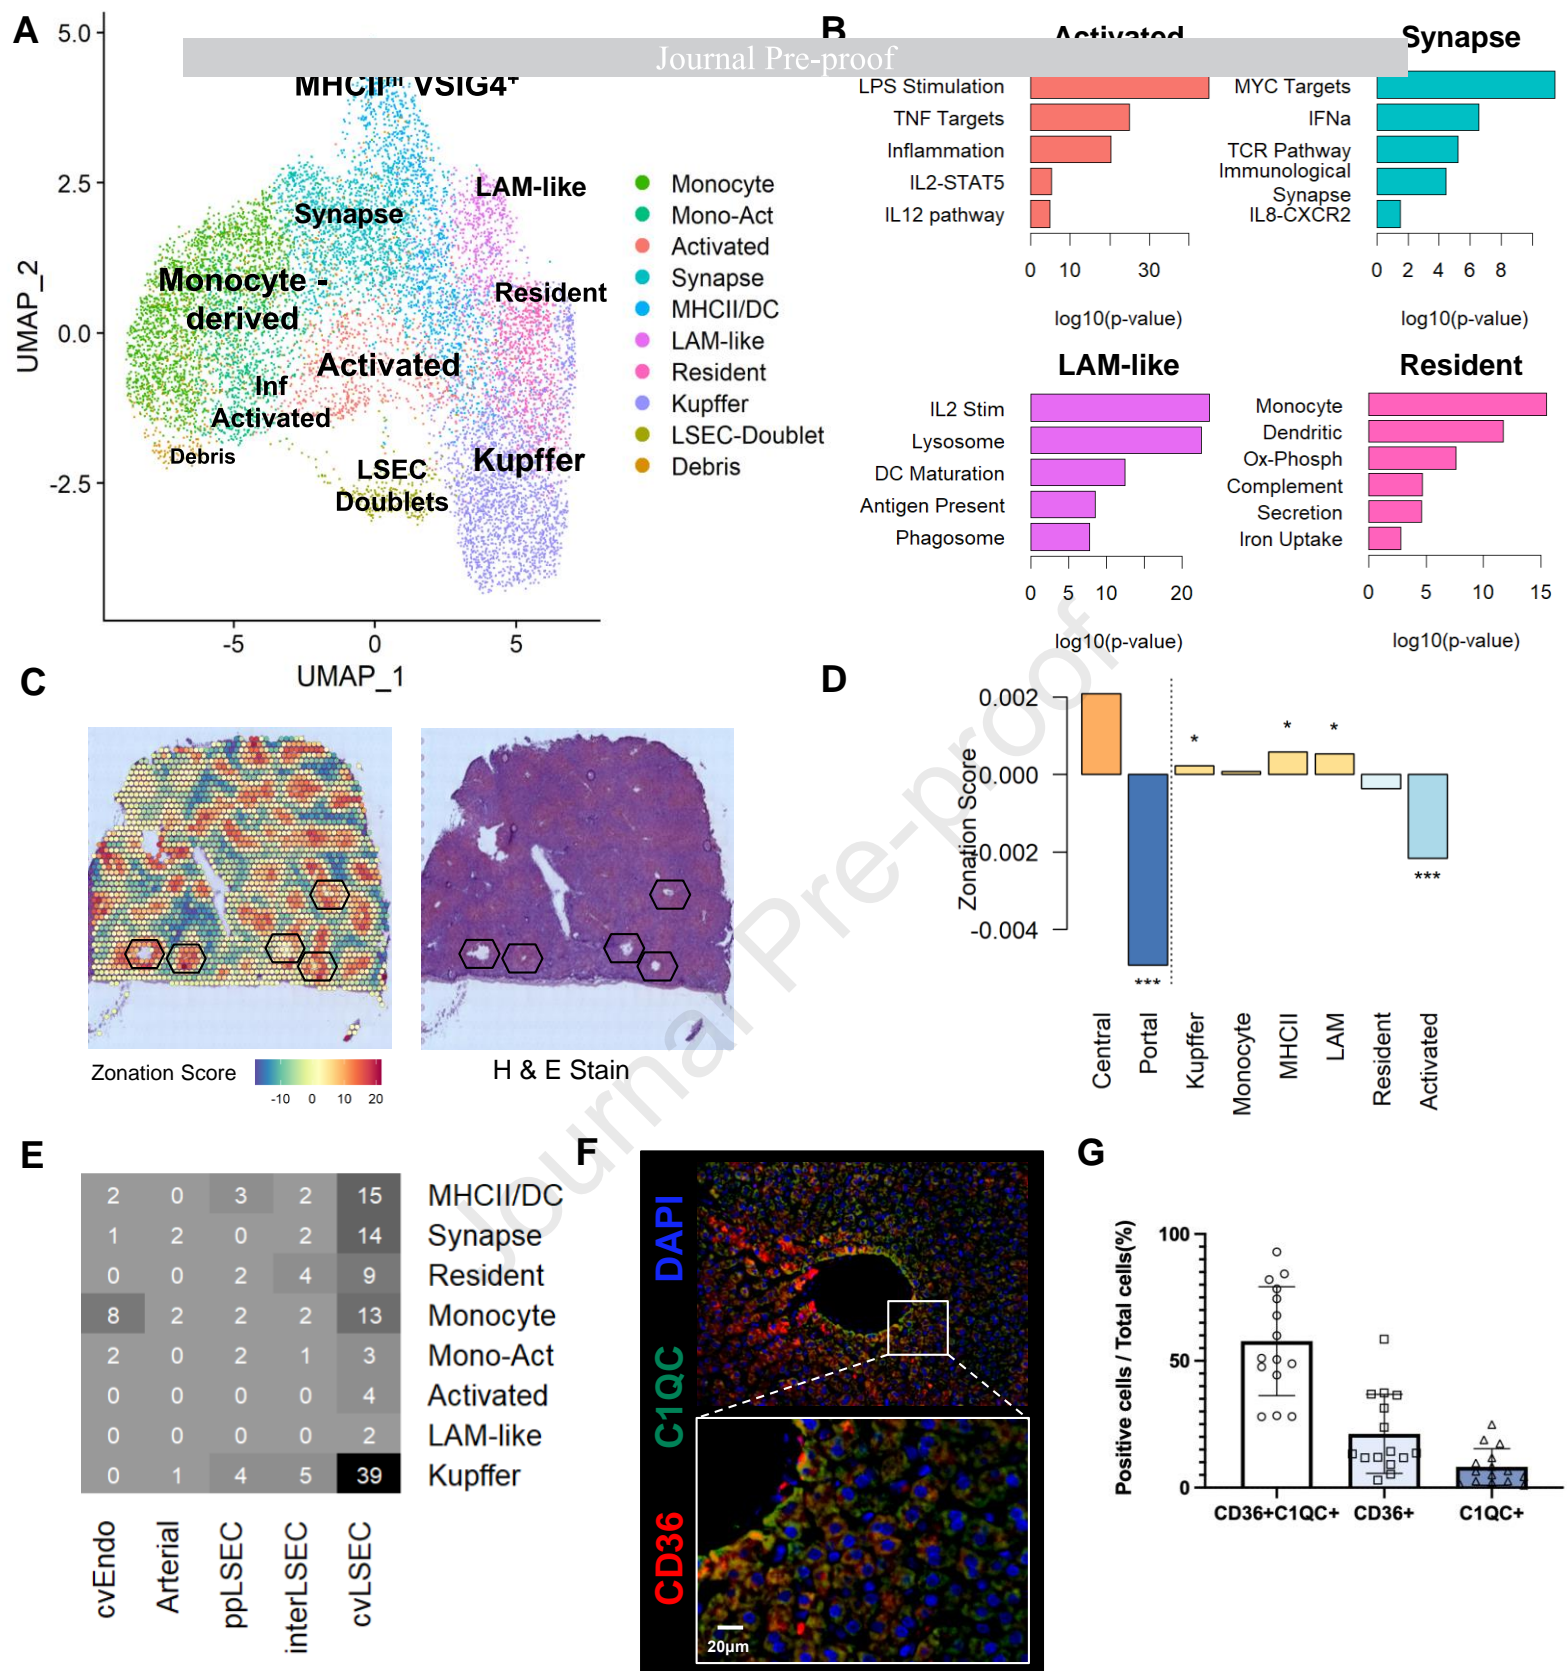 Journal Pre-proof
A
5.0
2.5
0.0
-2.5
UMAP_2
-5
0
5
UMAP_1
MHCIIhi VSIG4+
LAM-like
Synapse
Monocyte -
derived
Resident
Activated
Inf
Activated
Debris
LSEC
Doublets
Kupffer
Monocyte
Mono-Act
Activated
Synapse
MHCII/DC
LAM-like
Resident
Kupffer
LSEC-Doublet
Debris
B
Activated
LPS Stimulation
TNF Targets
Inflammation
IL2-STAT5
IL12 pathway
0 10 30
log10(p-value)
Synapse
MYC Targets
IFNa
TCR Pathway
Immunological
Synapse
IL8-CXCR2
0 2 4 6 8
log10(p-value)
LAM-like
IL2 Stim
Lysosome
DC Maturation
Antigen Present
Phagosome
0 5 10 20
log10(p-value)
Resident
Monocyte
Dendritic
Ox-Phosph
Complement
Secretion
Iron Uptake
0 5 10 15
log10(p-value)
C
Zonation Score
-10 0 10 20
H & E Stain
D
Zonation Score
0.002
0.000
-0.002
-0.004
***
*
*
*
***
Central
Portal
Kupffer
Monocyte
MHCII
LAM
Resident
Activated
E
2 0 3 2 15 MHCII/DC
1 2 0 2 14 Synapse
0 0 2 4 9 Resident
8 2 2 2 13 Monocyte
2 0 2 1 3 Mono-Act
0 0 0 0 4 Activated
0 0 0 0 2 LAM-like
0 1 4 5 39 Kupffer
cvEndo
Arterial
ppLSEC
interLSEC
cvLSEC
F
CD36 C1QC DAPI
20µm
G
Positive cells / Total cells(%)
100
50
0
CD36+C1QC+ CD36+ C1QC+
Journal Pre-proof